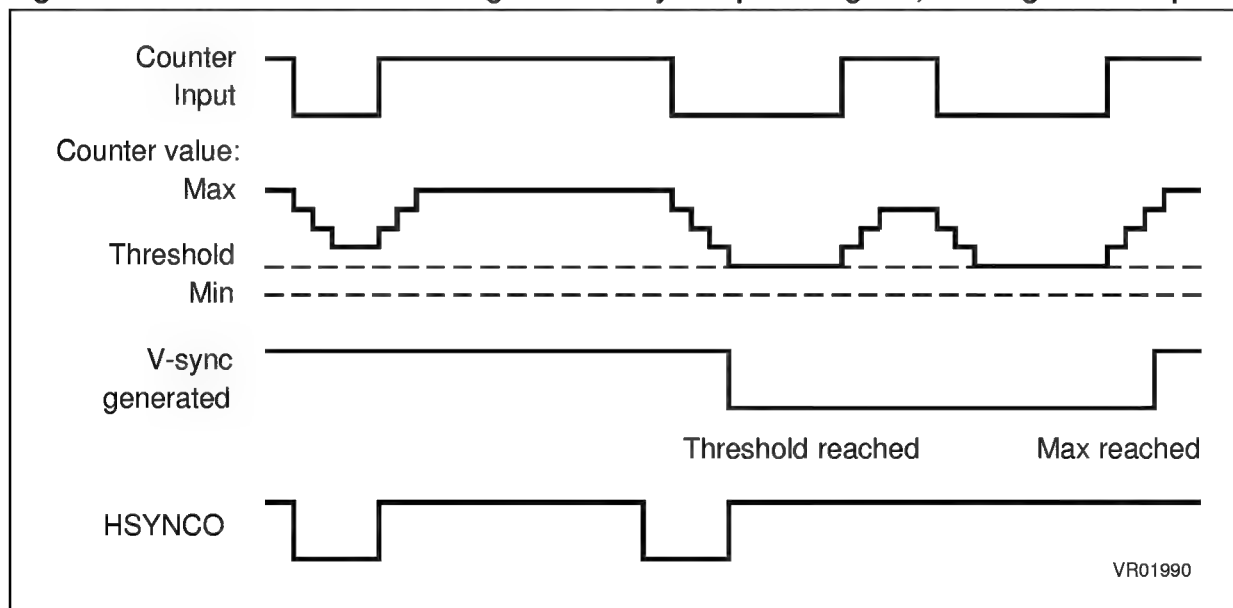 Counter
Input
Counter value:
Max
Threshold
Min
V-sync
generated
Threshold reached
Max reached
HSYNCO
VR01990